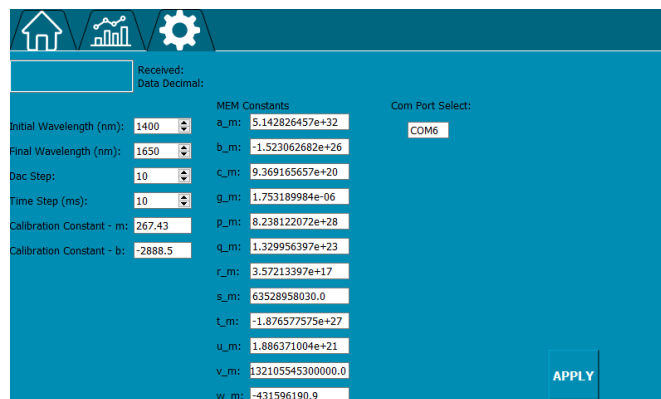 Received:
Data Decimal:
MEM Constants
Com Port Select:
COM6
Initial Wavelength (nm): 1400
Final Wavelength (nm): 1650
Dac Step: 10
Time Step (ms): 10
Calibration Constant - m: 267.43
Calibration Constant - b: -2888.5
a_m: 5.142826457e+32
b_m: -1.523062682e+26
c_m: 9.369165657e+20
g_m: 1.753189984e-06
p_m: 8.238122072e+28
q_m: 1.329956397e+23
r_m: 3.57213397e+17
s_m: 63528958030.0
t_m: -1.876577575e+27
u_m: 1.886371004e+21
v_m: 132105545300000.0
w_m: -431596190.9
APPLY